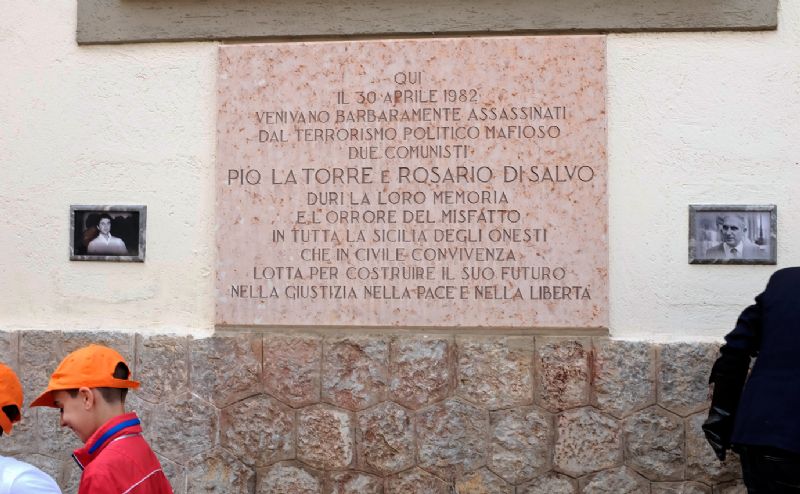 QUI
IL 30 APRILE 1982
VENIVANO BARBARAMENTE ASSASSINATI
DAL TERRORISMO POLITICO MAFIOSO
DUE COMUNISTI
PIO LA TORRE E ROSARIO DI SALVO
DURI LA LORO MEMORIA
E L'ORRORE DEL MISFATTO
IN TUTTA LA SICILIA DEGLI ONESTI
CHE IN CIVILE CONVIVENZA
LOTTA PER COSTRUIRE IL SUO FUTURO
NELLA GIUSTIZIA NELLA PACE E NELLA LIBERTÀ